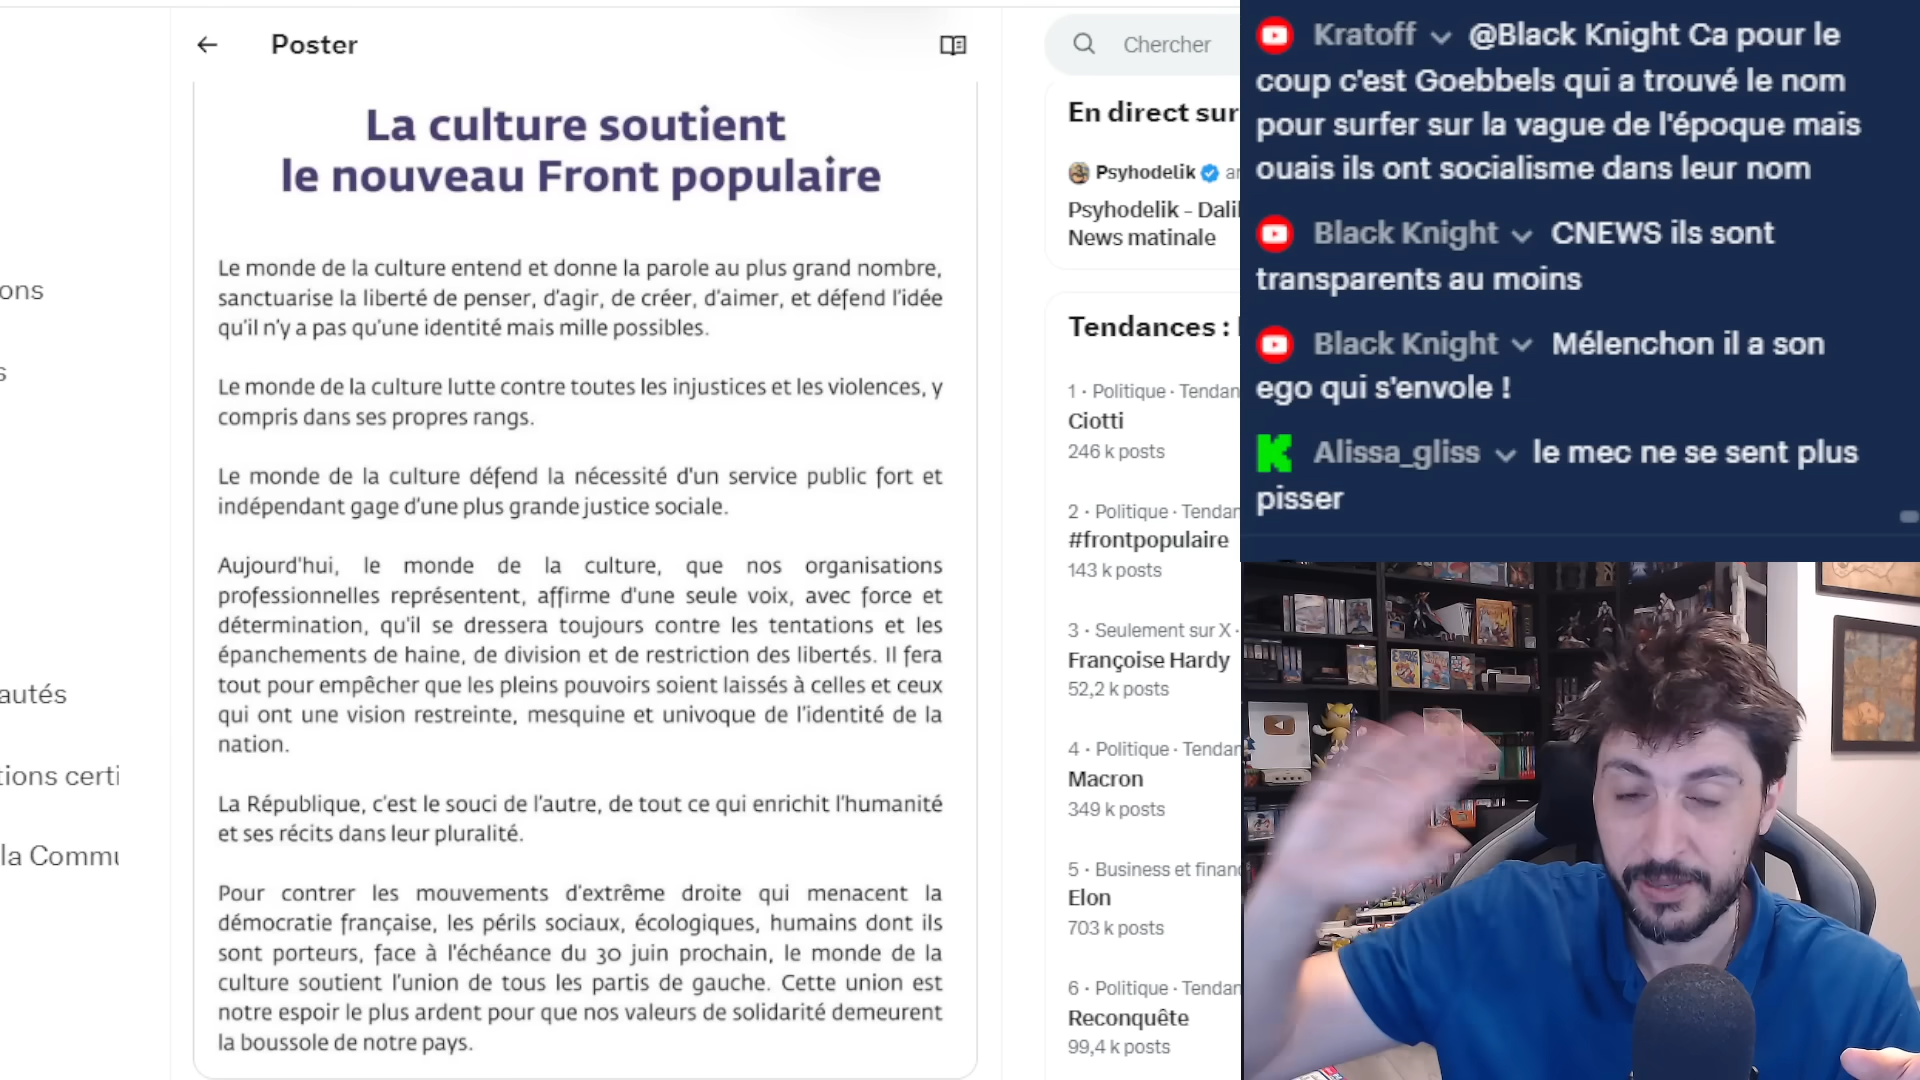 Poster
La culture soutient
le nouveau Front populaire
Le monde de la culture entend et donne la parole au plus grand nombre,
sanctuarise la liberté de penser, d'agir, de créer, d'aimer, et défend l'idée
qu'il n'y a pas qu'une identité mais mille possibles.
Le monde de la culture lutte contre toutes les injustices et les violences, y
compris dans ses propres rangs.
Le monde de la culture défend la nécessité d'un service public fort et
indépendant gage d'une plus grande justice sociale.
Aujourd'hui, le monde de la culture, que nos organisations
professionnelles représentent, affirme d'une seule voix, avec force et
détermination, qu'il se dressera toujours contre les tentations et les
épanchements de haine, de division et de restriction des libertés. Il fera
tout pour empêcher que les pleins pouvoirs soient laissés à celles et ceux
qui ont une vision restreinte, mesquine et univoque de l'identité de la
nation.
La République, c'est le souci de l'autre, de tout ce qui enrichit l'humanité
et ses récits dans leur pluralité.
Pour contrer les mouvements d'extrême droite qui menacent la
démocratie française, les périls sociaux, écologiques, humains dont ils
sont porteurs, face à l'échéance du 30 juin prochain, le monde de la
culture soutient l'union de tous les partis de gauche. Cette union est
notre espoir le plus ardent pour que nos valeurs de solidarité demeurent
la boussole de notre pays.
ons
s
autés
tions certi
la Commu
Chercher
En direct sur
Psyhodelik
Psyhodelik - Dalil
News matinale
Tendances :
1 · Politique · Tendan
Ciotti
246 k posts
2 · Politique · Tendan
#frontpopulaire
143 k posts
3 · Seulement sur X ·
Françoise Hardy
52,2 k posts
4 · Politique · Tendan
Macron
349 k posts
5 · Business et financ
Elon
703 k posts
6 · Politique · Tendan
Reconquête
99,4 k posts
Kratoff @Black Knight Ca pour le
coup c'est Goebbels qui a trouvé le nom
pour surfer sur la vague de l'époque mais
ouais ils ont socialisme dans leur nom
Black Knight CNEWS ils sont
transparents au moins
Black Knight Mélenchon il a son
ego qui s'envole !
Alissa_gliss le mec ne se sent plus
pisser